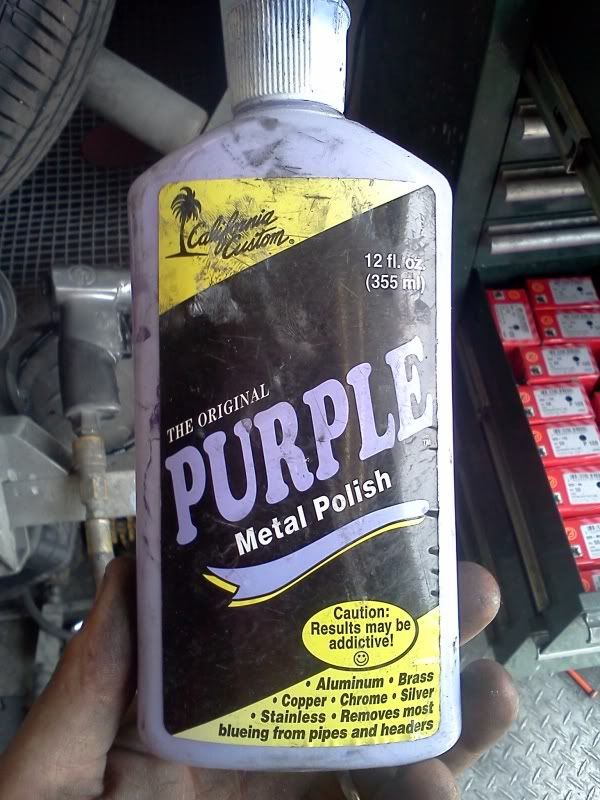 California
Custom®
12 fl. oz.
(355 ml)
THE ORIGINAL
PURPLE™
Metal Polish
Caution:
Results may be
addictive!
• Aluminum • Brass
• Copper • Chrome • Silver
• Stainless • Removes most
blueing from pipes and headers